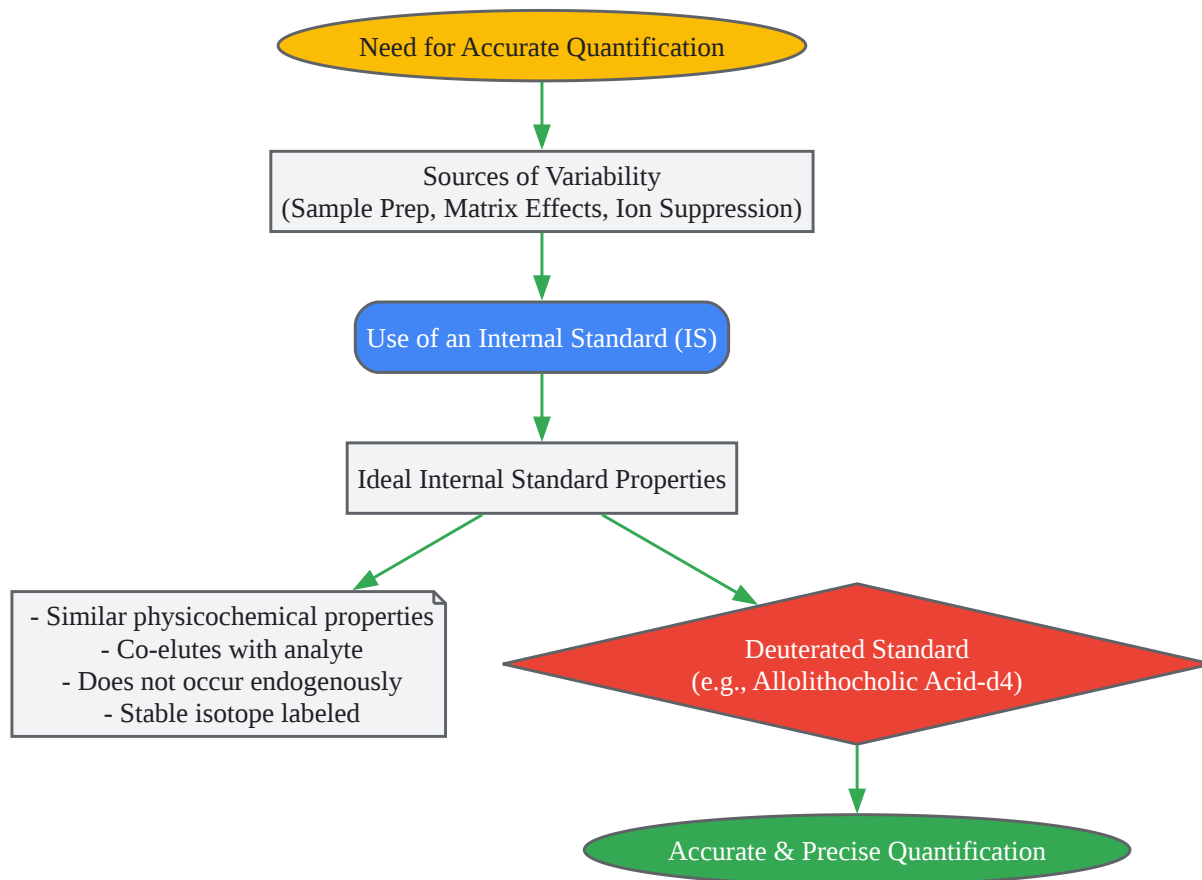 Need for Accurate Quantification
Sources of Variability
(Sample Prep, Matrix Effects, Ion Suppression)
Use of an Internal Standard (IS)
Ideal Internal Standard Properties
- Similar physicochemical properties
- Co-elutes with analyte
- Does not occur endogenously
- Stable isotope labeled
Deuterated Standard
(e.g., Allolithocholic Acid-d4)
Accurate & Precise Quantification